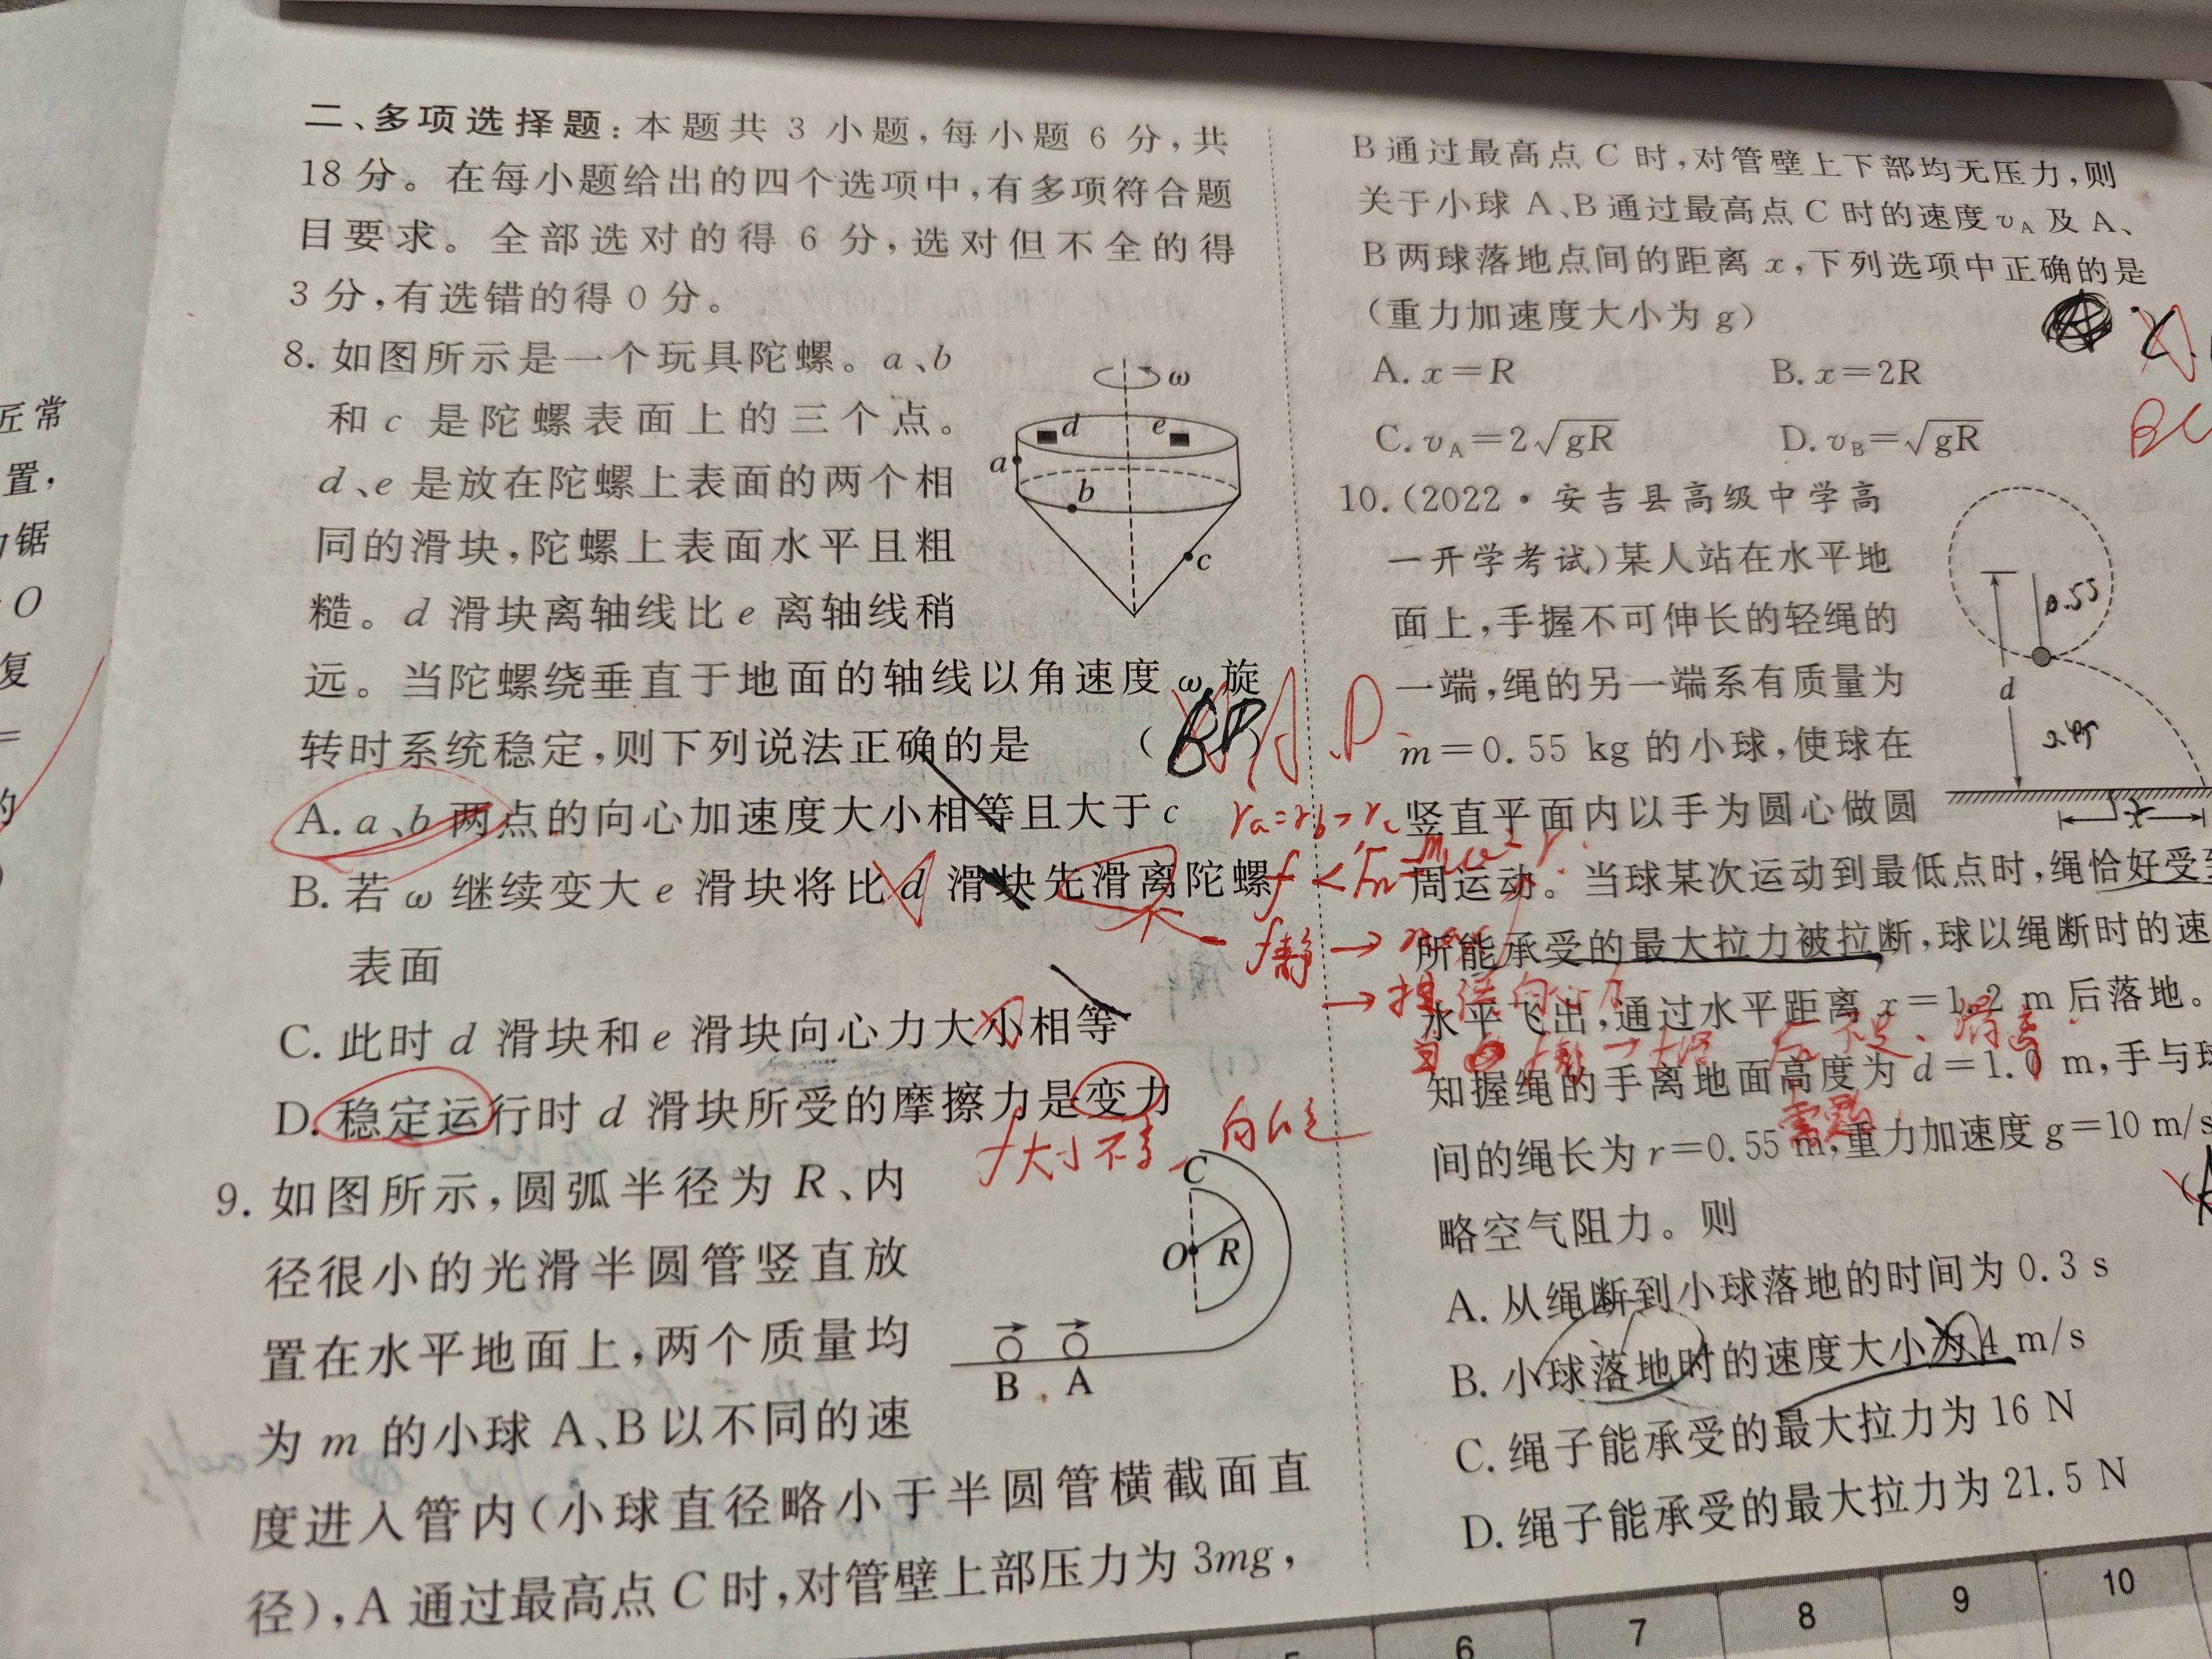 二、多项选择题:本题共 3 小题,每小题 6 分,共
18 分。在每小题给出的四个选项中,有多项符合题
目要求。全部选对的得 6 分,选对但不全的得
3 分,有选错的得 0 分。
8. 如图所示是一个玩具陀螺。a、b
和 c 是陀螺表面上的三个点。
d、e 是放在陀螺上表面的两个相
同的滑块,陀螺上表面水平且粗
糙。d 滑块离轴线比 e 离轴线稍
远。当陀螺绕垂直于地面的轴线以角速度 ω 旋
转时系统稳定,则下列说法正确的是 (
A. a、b 两点的向心加速度大小相等且大于 c
B. 若 ω 继续变大 e 滑块将比 d 滑块先滑离陀螺
表面
C. 此时 d 滑块和 e 滑块向心力大小相等
D. 稳定运行时 d 滑块所受的摩擦力是变力
ω
d
e
a
b
c
A.D
rₐ=r_b>r_c
f<Fn=mω²r
f静→max
不
大小不变
9. 如图所示,圆弧半径为 R、内
径很小的光滑半圆管竖直放
置在水平地面上,两个质量均
为 m 的小球 A、B 以不同的速
度进入管内(小球直径略小于半圆管横截面直
径),A 通过最高点 C 时,对管壁上部压力为 3mg,
C
O
R
B
A
B 通过最高点 C 时,对管壁上下部均无压力,则
关于小球 A、B 通过最高点 C 时的速度 v_A 及 A、
B 两球落地点间的距离 x,下列选项中正确的是
(重力加速度大小为 g)
A. x=R B. x=2R
C. v_A=2√gR D. v_B=√gR
10. (2022·安吉县高级中学高
一开学考试)某人站在水平地
面上,手握不可伸长的轻绳的
一端,绳的另一端系有质量为
m=0.55 kg 的小球,使球在
竖直平面内以手为圆心做圆
周运动。当球某次运动到最低点时,绳恰好受到
所能承受的最大拉力被拉断,球以绳断时的速
水平飞出,通过水平距离 x=1.2 m 后落地。
知握绳的手离地面高度为 d=1.0 m,手与球
间的绳长为 r=0.55 m,重力加速度 g=10 m/s
略空气阻力。则
A. 从绳断到小球落地的时间为 0.3 s
B. 小球落地时的速度大小为 4 m/s
C. 绳子能承受的最大拉力为 16 N
D. 绳子能承受的最大拉力为 21.5 N
0.55
d
x
6
7
8
9
10
匠常
置,
锯
O
复
=